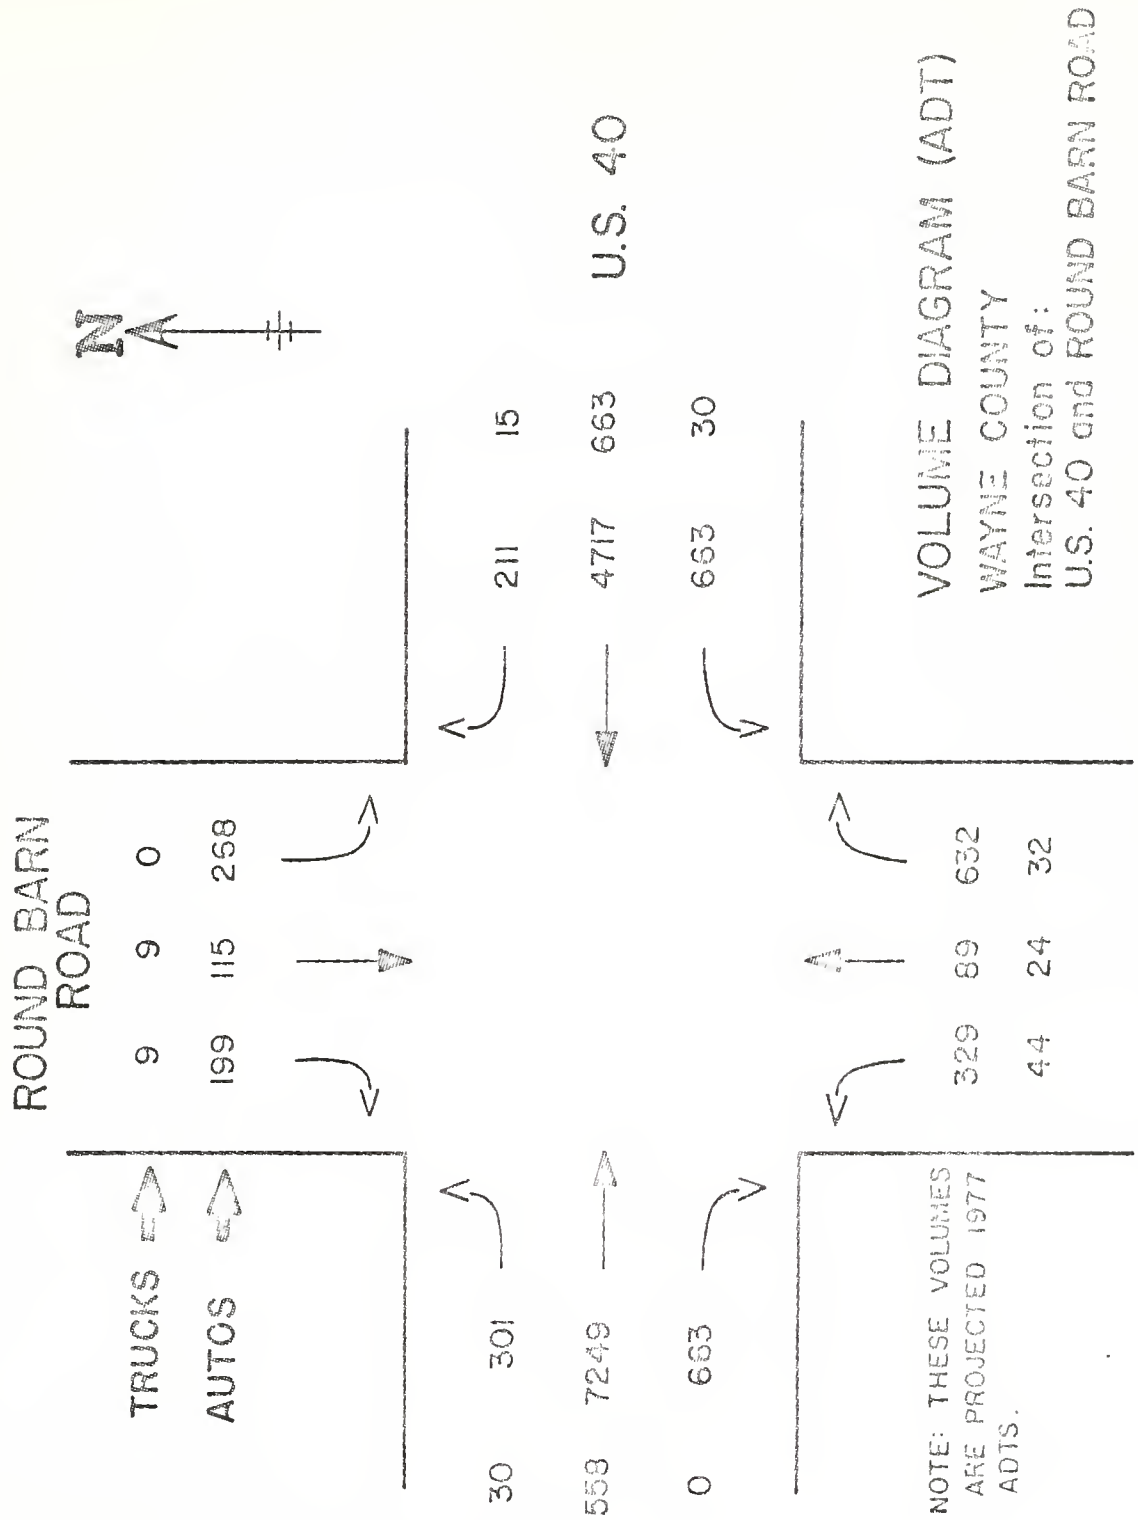 ROUND BARN
ROAD
N
TRUCKS 9 9 0
AUTOS 199 115 268
30 301 211 15
558 7249 4717 663 U.S. 40
0 663 663 30
329 89 632
44 24 32
NOTE: THESE VOLUMES
ARE PROJECTED 1977
ADTS.
VOLUME DIAGRAM (ADT)
WAYNE COUNTY
Intersection of:
U.S. 40 and ROUND BARN ROAD